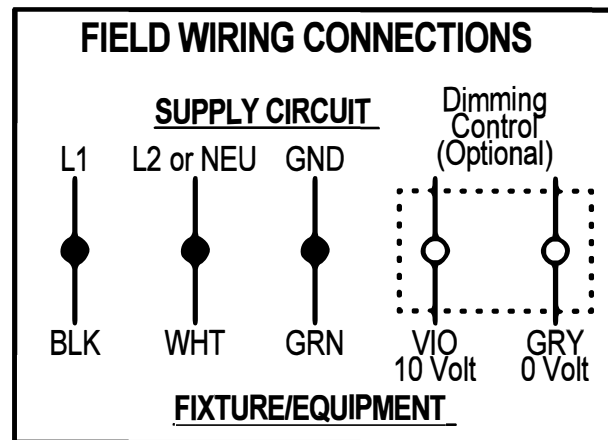 FIELD WIRING CONNECTIONS
SUPPLY CIRCUIT
Dimming
Control
(Optional)
L1 L2 or NEU GND
BLK WHT GRN VIO GRY
10 Volt 0 Volt
FIXTURE/EQUIPMENT